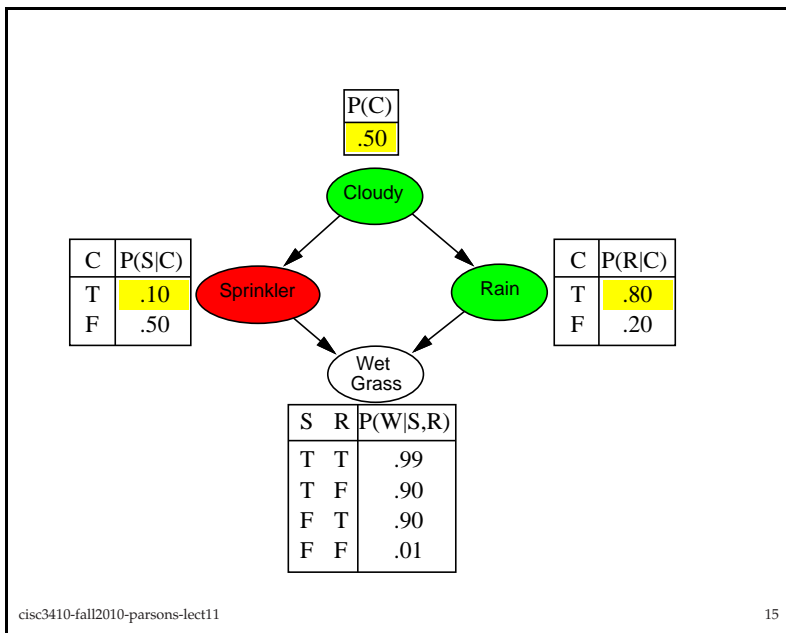 P(C)
.50
Cloudy
C P(S|C)
T .10
F .50
Sprinkler
Rain
C P(R|C)
T .80
F .20
Wet
Grass
S R P(W|S,R)
T T .99
T F .90
F T .90
F F .01
cisc3410-fall2010-parsons-lect11 15